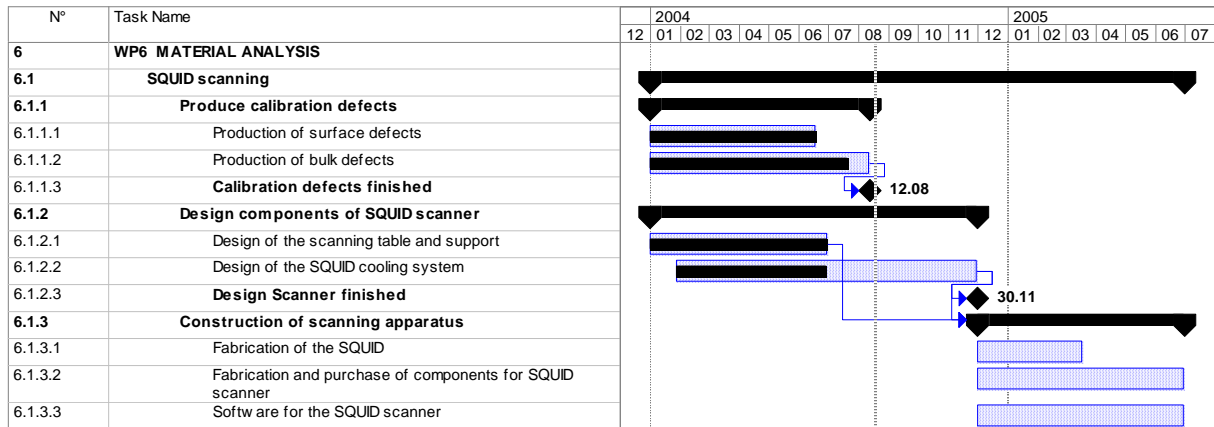 N° Task Name 2004 2005
12 01 02 03 04 05 06 07 08 09 10 11 12 01 02 03 04 05 06 07
6 WP6 MATERIAL ANALYSIS
6.1 SQUID scanning
6.1.1 Produce calibration defects
6.1.1.1 Production of surface defects
6.1.1.2 Production of bulk defects
6.1.1.3 Calibration defects finished 12.08
6.1.2 Design components of SQUID scanner
6.1.2.1 Design of the scanning table and support
6.1.2.2 Design of the SQUID cooling system
6.1.2.3 Design Scanner finished 30.11
6.1.3 Construction of scanning apparatus
6.1.3.1 Fabrication of the SQUID
6.1.3.2 Fabrication and purchase of components for SQUID
scanner
6.1.3.3 Software for the SQUID scanner